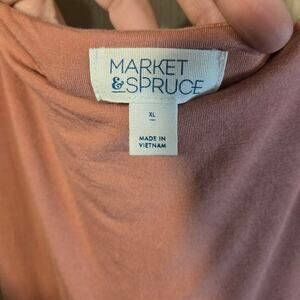 MARKET
&SPRUCE
XL
MADE IN
VIETNAM